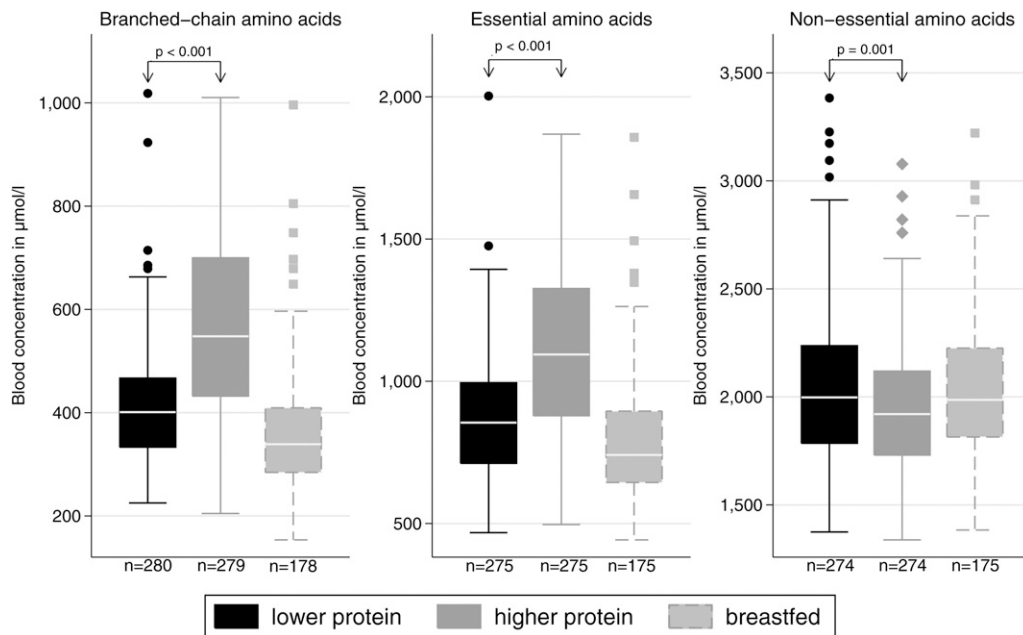 Branched–chain amino acids
Essential amino acids
Non–essential amino acids
p < 0.001
p < 0.001
p = 0.001
Blood concentration in µmol/l
1,000
800
600
400
200
Blood concentration in µmol/l
2,000
1,500
1,000
500
Blood concentration in µmol/l
3,500
3,000
2,500
2,000
1,500
n=280 n=279 n=178
n=275 n=275 n=175
n=274 n=274 n=175
lower protein higher protein breastfed